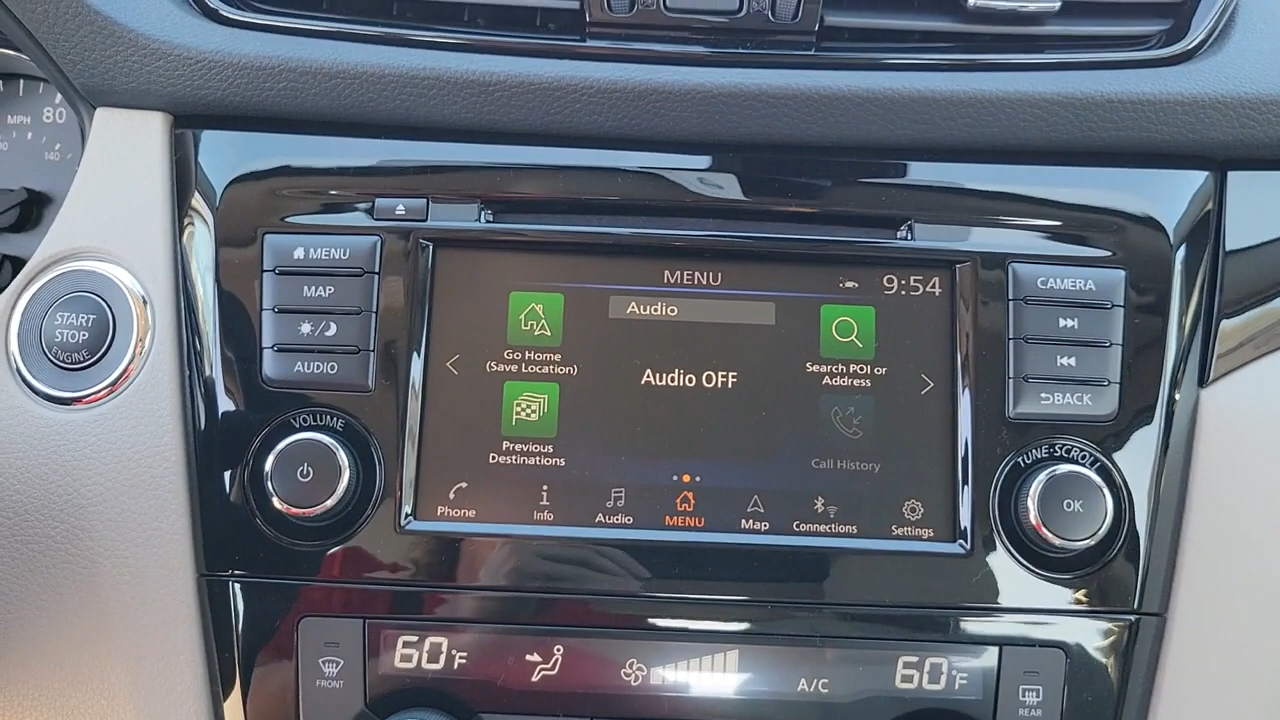 MPH 80
140
START
STOP
ENGINE
MENU
MAP
AUDIO
VOLUME
MENU
9:54
Audio
Go Home
(Save Location)
Audio OFF
Search POI or
Address
Previous
Destinations
Call History
Phone
Info
Audio
MENU
Map
Connections
Settings
CAMERA
BACK
TUNE·SCROLL
OK
FRONT
60°F
A/C
60°F
REAR